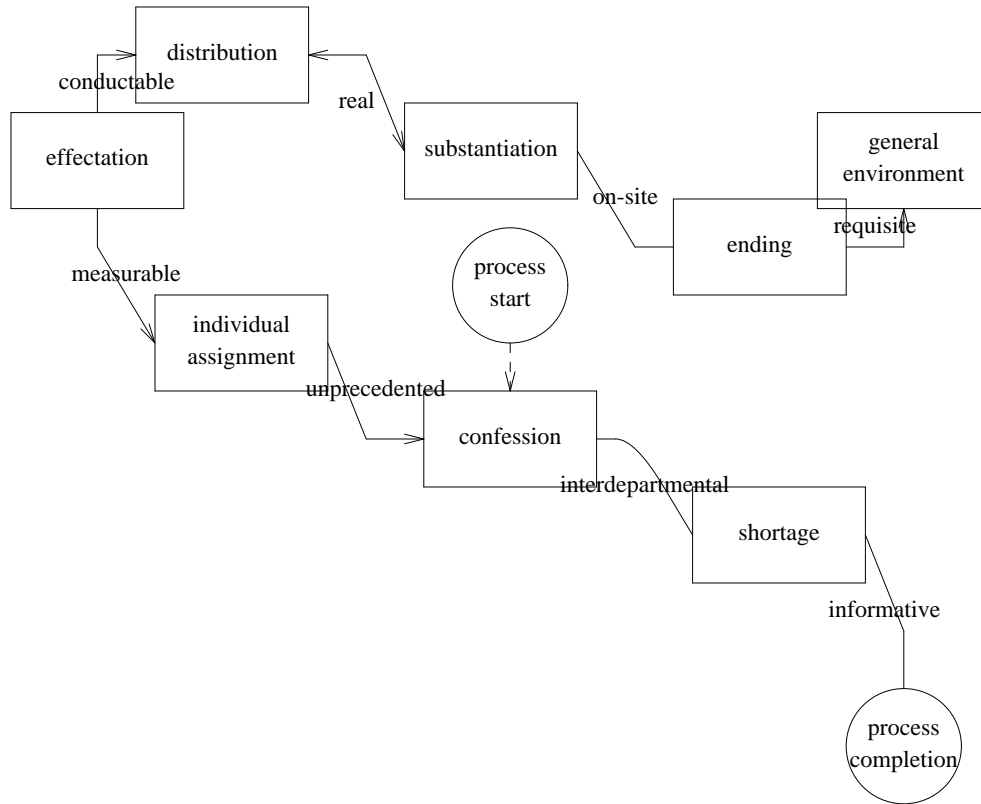 distribution
conductable
real
effectation
substantiation
general
environment
on-site
requisite
ending
measurable
process
start
individual
assignment
unprecedented
confession
interdepartmental
shortage
informative
process
completion